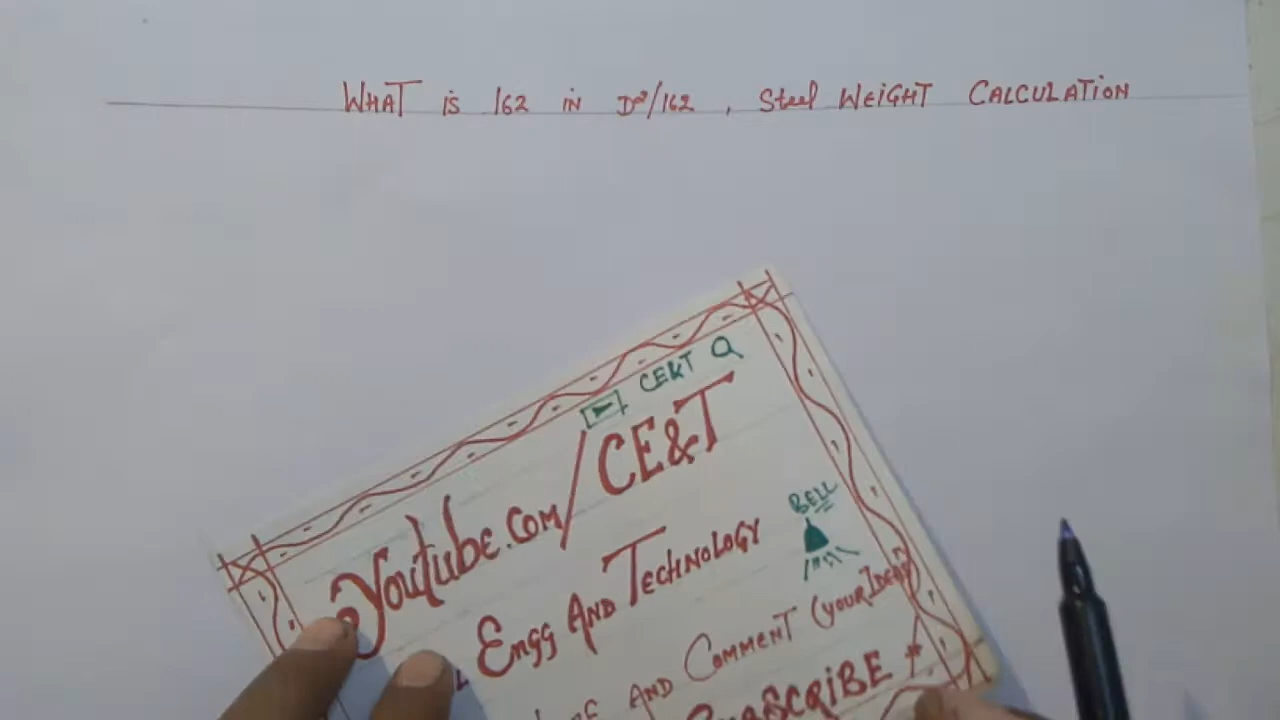 WHAT is 162 IN D²/162 , Steel WEiGHT CALCULATiON
CE&T
Youtube.com/CE&T
BELL
Engg AND TECHNOLOGY
AND COMMENT (YOUR IDEAS)
SUBSCRiBE *